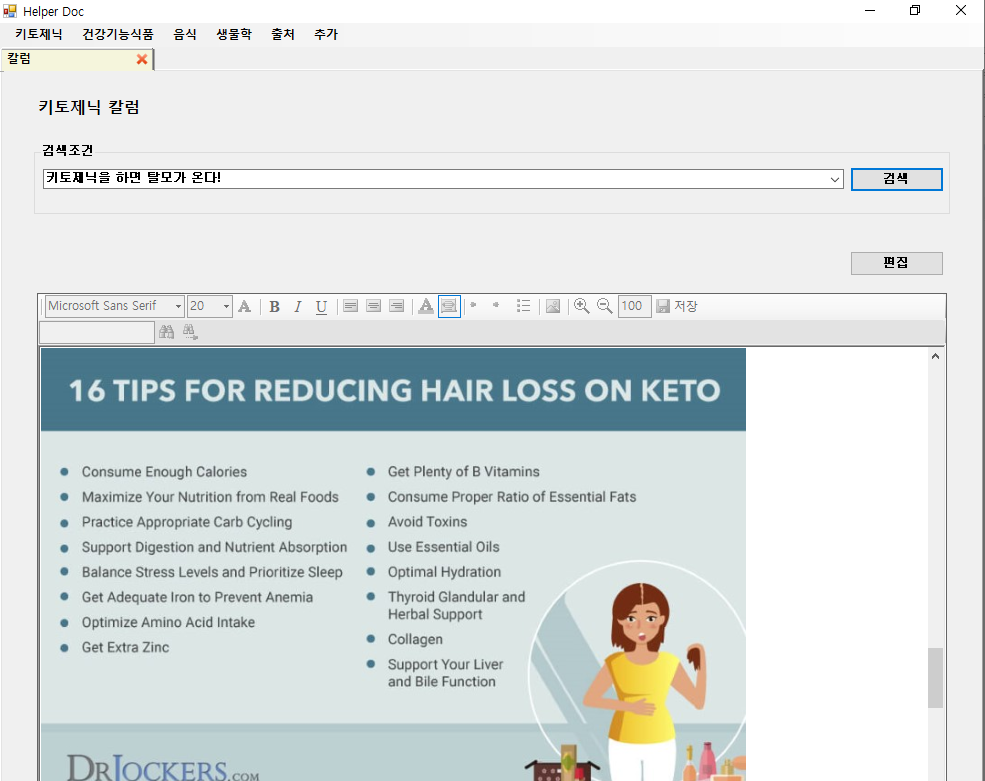 Helper Doc
키토제닉 건강기능식품 음식 생물학 출처 추가
칼럼
키토제닉 칼럼
검색조건
키토제닉을 하면 탈모가 온다!
검색
편집
Microsoft Sans Serif 20 A B I U A 100 저장
16 TIPS FOR REDUCING HAIR LOSS ON KETO
Consume Enough Calories
Maximize Your Nutrition from Real Foods
Practice Appropriate Carb Cycling
Support Digestion and Nutrient Absorption
Balance Stress Levels and Prioritize Sleep
Get Adequate Iron to Prevent Anemia
Optimize Amino Acid Intake
Get Extra Zinc
Get Plenty of B Vitamins
Consume Proper Ratio of Essential Fats
Avoid Toxins
Use Essential Oils
Optimal Hydration
Thyroid Glandular and
Herbal Support
Collagen
Support Your Liver
and Bile Function
DRJOCKERS.COM